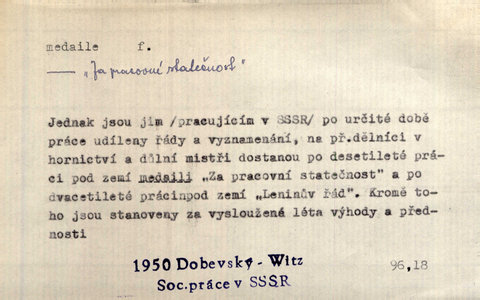 medaile f.
—— „Za pracovní statečnost"
Jednak jsou jim /pracujícím v SSSR/ po určité době
práce udíleny řády a vyznamenání, na př.dělníci v
hornictví a důlní mistři dostanou po desetileté prá-
ci pod zemí medaili „Za pracovní statečnost" a po
dvacetileté prácinpod zemí „Leninův řád". Kromě to-
ho jsou stanoveny za vysloužená léta výhody a před-
nosti
1950 Dobevský - Witz 96,18
Soc.práce v SSSR